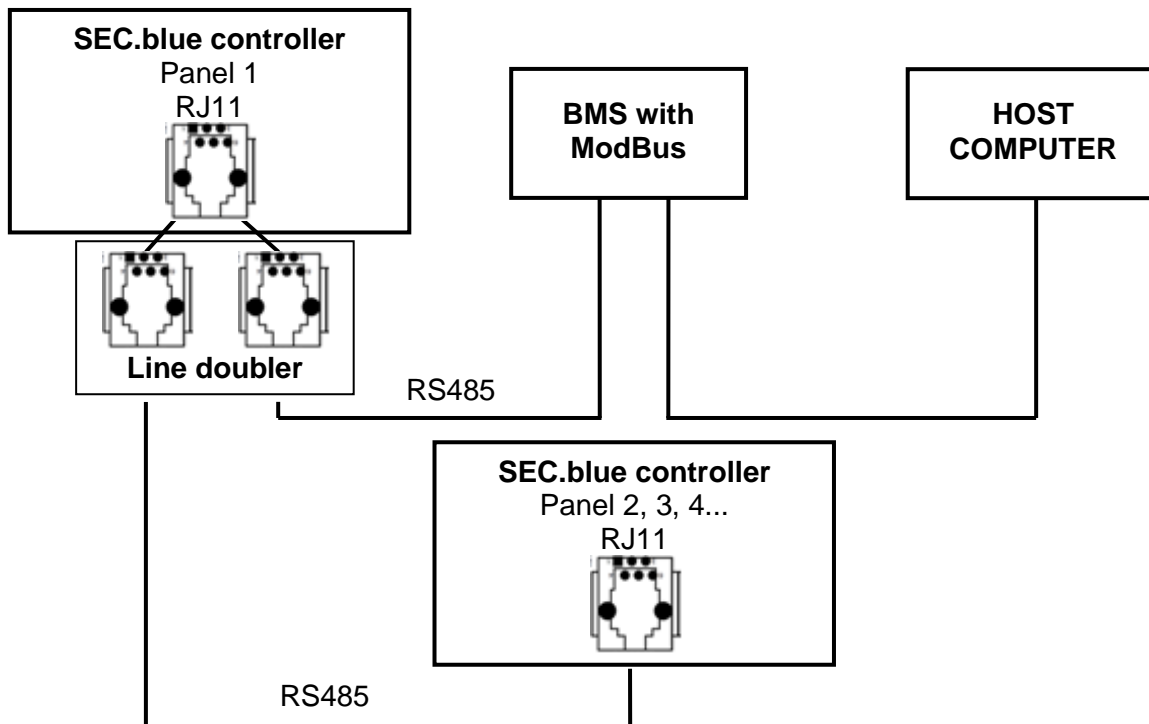 SEC.blue controller
Panel 1
RJ11
BMS with
ModBus
HOST
COMPUTER
Line doubler
RS485
SEC.blue controller
Panel 2, 3, 4...
RJ11
RS485